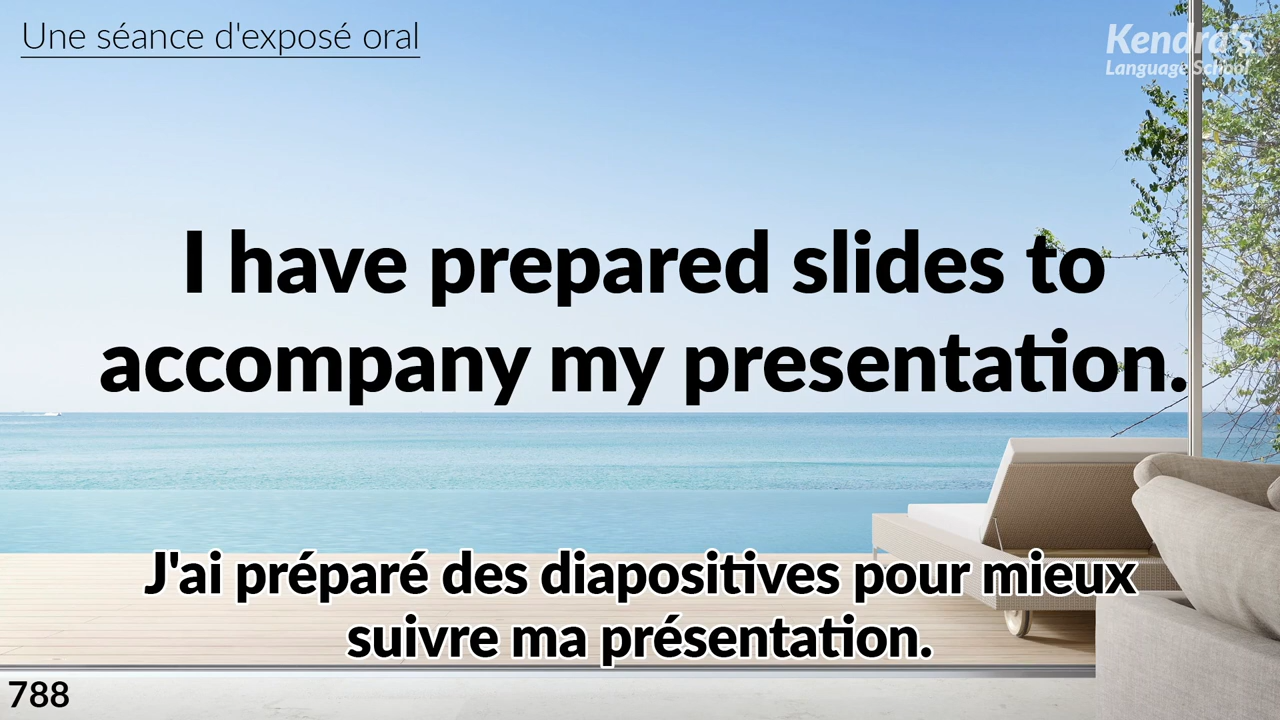 Une séance d'exposé oral
Kendra's
Language School
I have prepared slides to
accompany my presentation.
J'ai préparé des diapositives pour mieux
suivre ma présentation.
788